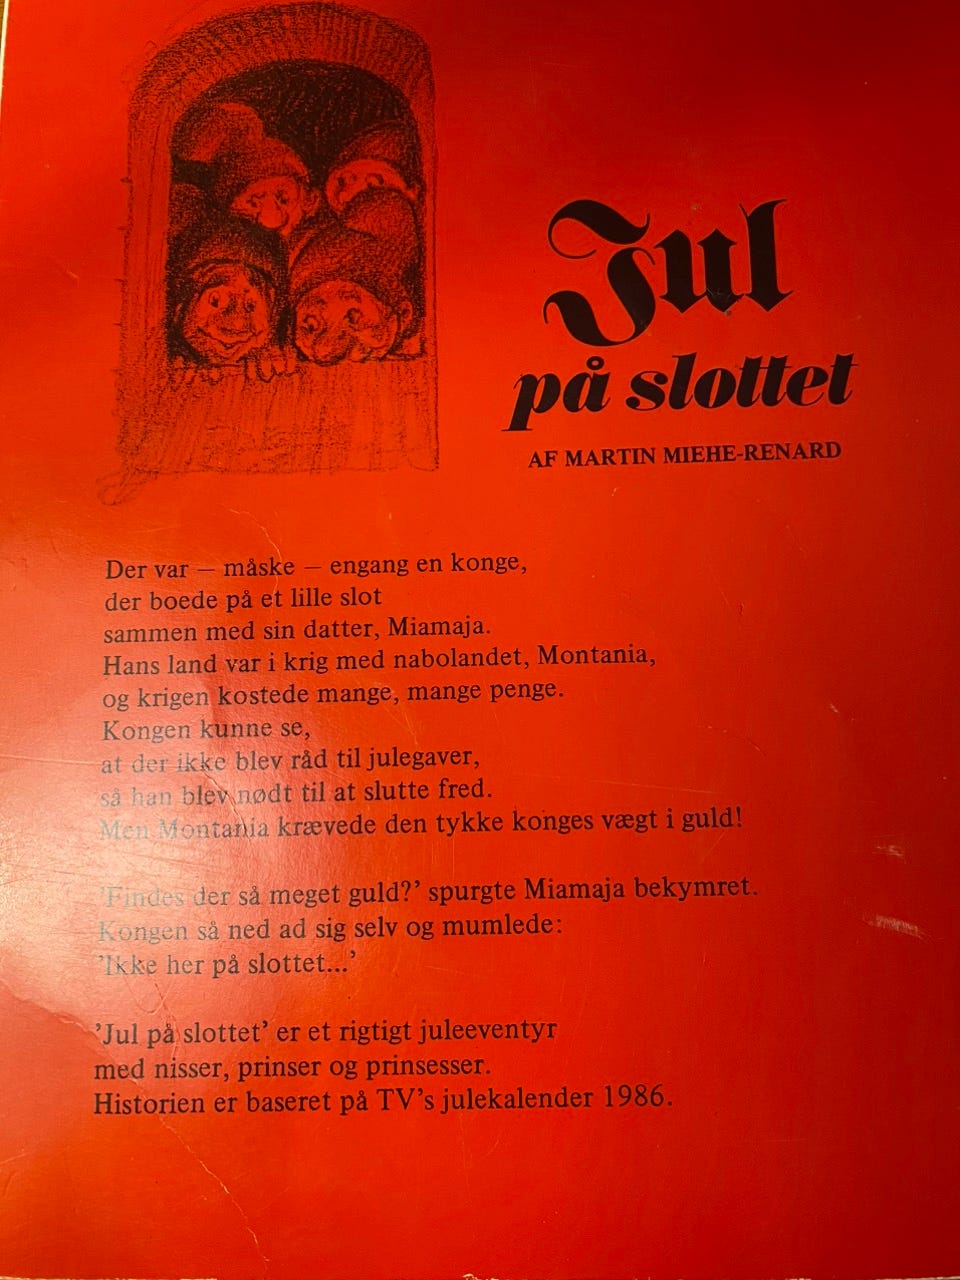 Jul
på slottet
AF MARTIN MIEHE-RENARD
Der var – måske – engang en konge,
der boede på et lille slot
sammen med sin datter, Miamaja.
Hans land var i krig med nabolandet, Montania,
og krigen kostede mange, mange penge.
Kongen kunne se,
at der ikke blev råd til julegaver,
så han blev nødt til at slutte fred.
Men Montania krævede den tykke konges vægt i guld!
'Findes der så meget guld?' spurgte Miamaja bekymret.
Kongen så ned ad sig selv og mumlede:
'Ikke her på slottet...'
'Jul på slottet' er et rigtigt juleeventyr
med nisser, prinser og prinsesser.
Historien er baseret på TV's julekalender 1986.